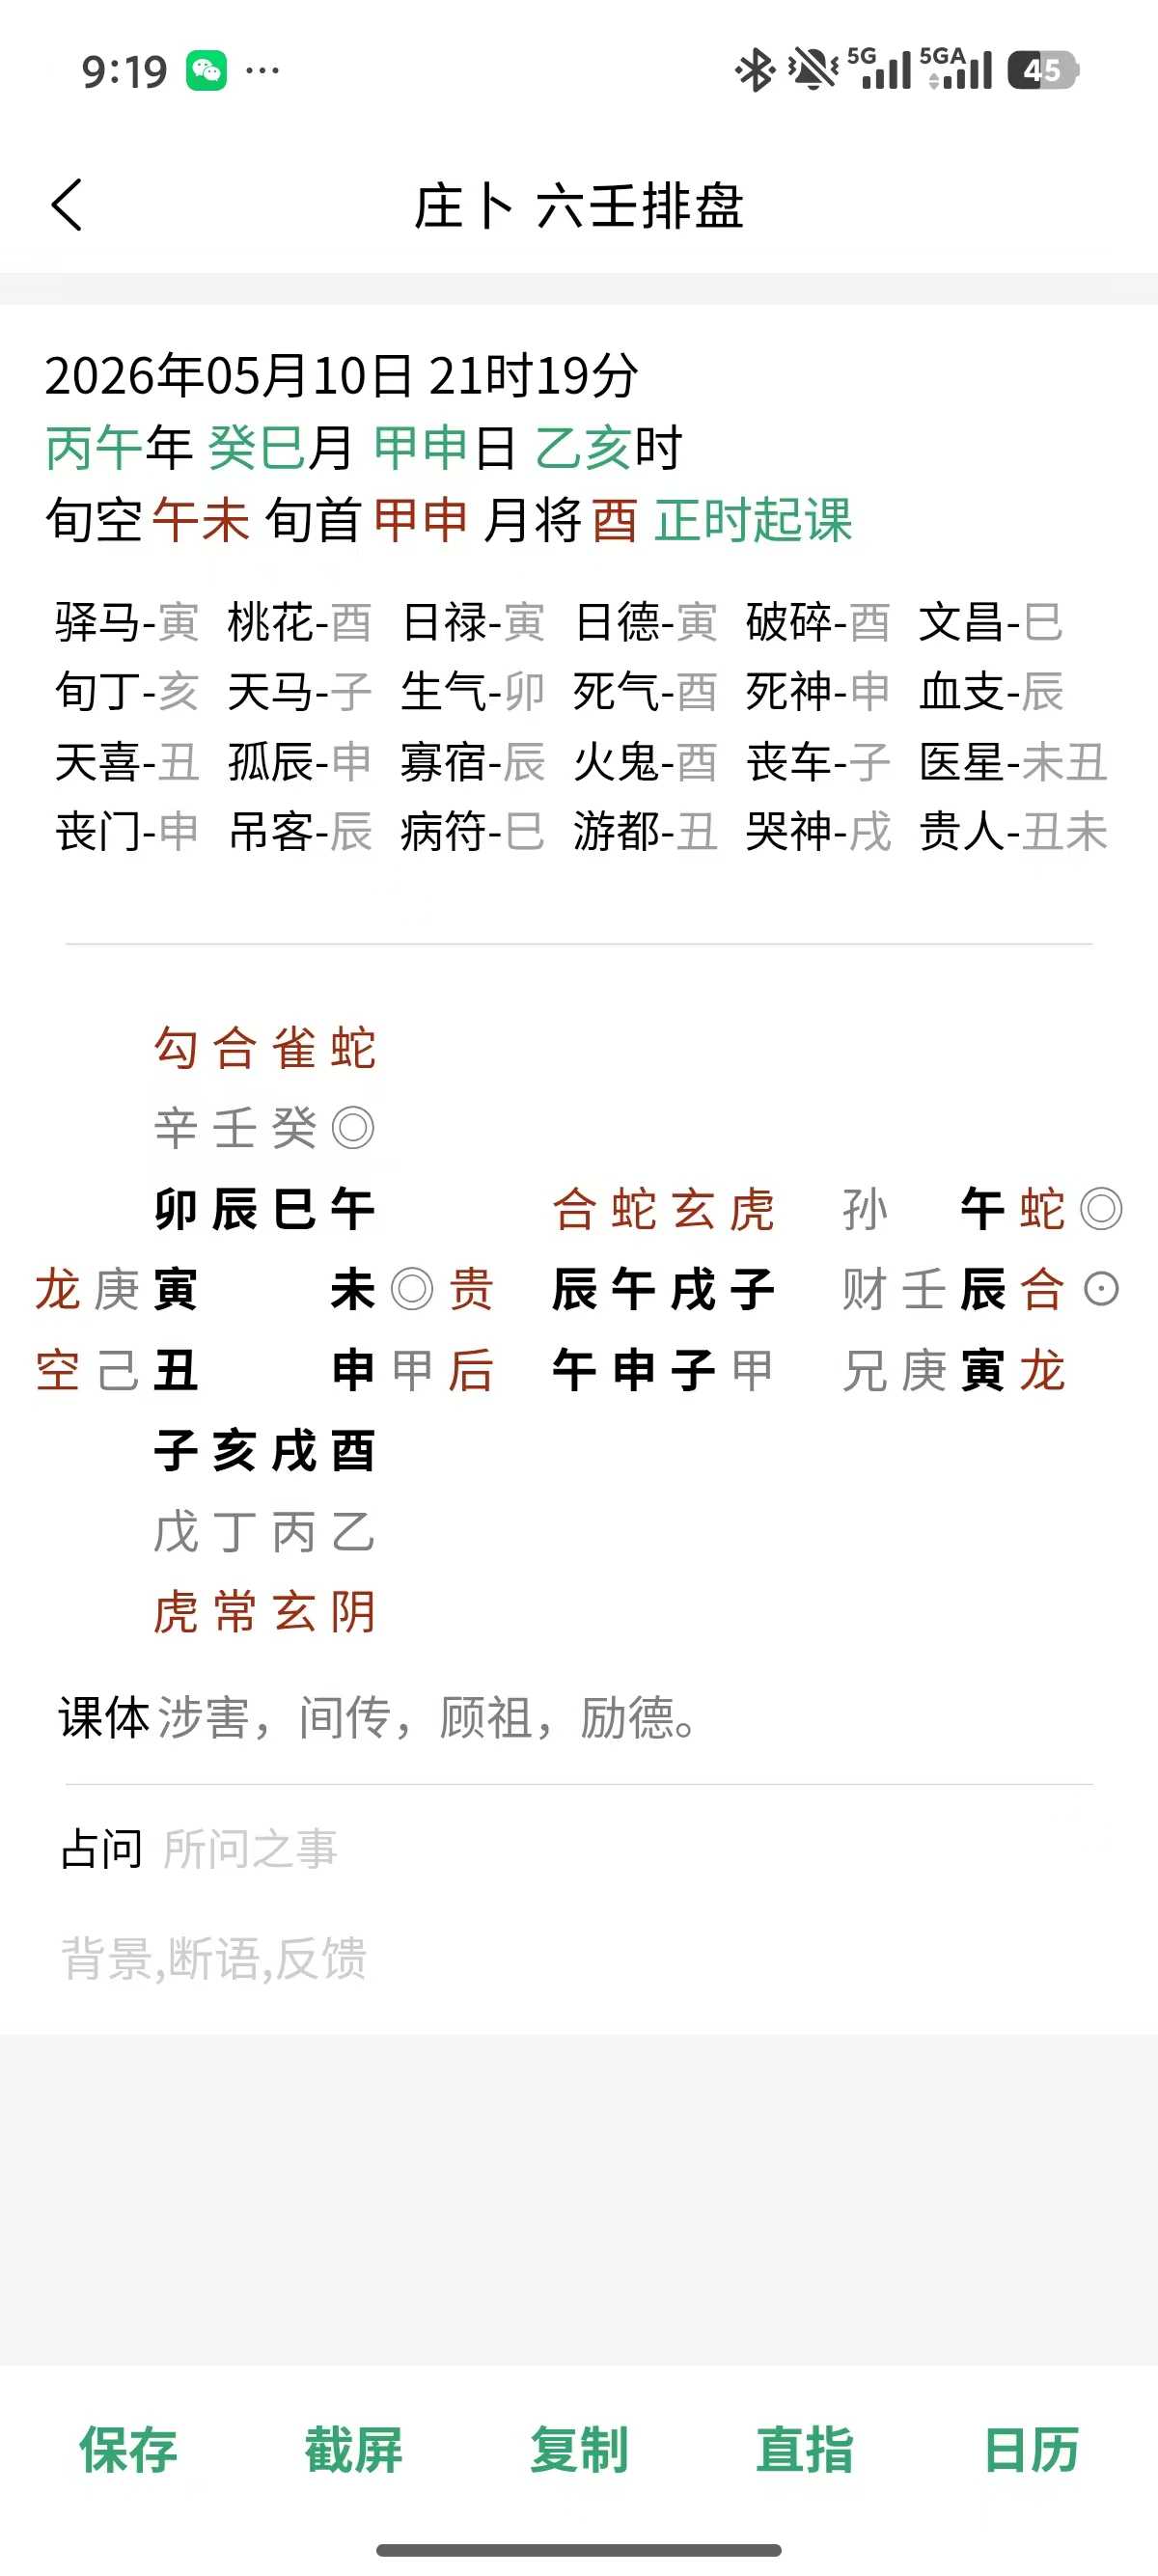 9:19 ... 5G 5GA 45
庄卜 六壬排盘
2026年05月10日 21时19分
丙午年 癸巳月 甲申日 乙亥时
旬空午未 旬首甲申 月将酉 正时起课
驿马-寅 桃花-酉 日禄-寅 日德-寅 破碎-酉 文昌-巳
旬丁-亥 天马-子 生气-卯 死气-酉 死神-申 血支-辰
天喜-丑 孤辰-申 寡宿-辰 火鬼-酉 丧车-子 医星-未丑
丧门-申 吊客-辰 病符-巳 游都-丑 哭神-戌 贵人-丑未
勾合雀蛇
辛壬癸◎
卯辰巳午 合蛇玄虎 孙 午蛇◎
龙庚寅 未◎贵 辰午戌子 财壬辰合⊙
空己丑 申甲后 午申子甲 兄庚寅龙
子亥戌酉
戊丁丙乙
虎常玄阴
课体 涉害，间传，顾祖，励德。
占问 所问之事
背景,断语,反馈
保存 截屏 复制 直指 日历